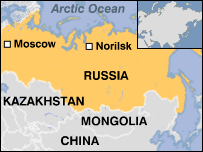 Arctic Ocean
Moscow
Norilsk
RUSSIA
KAZAKHSTAN
MONGOLIA
CHINA